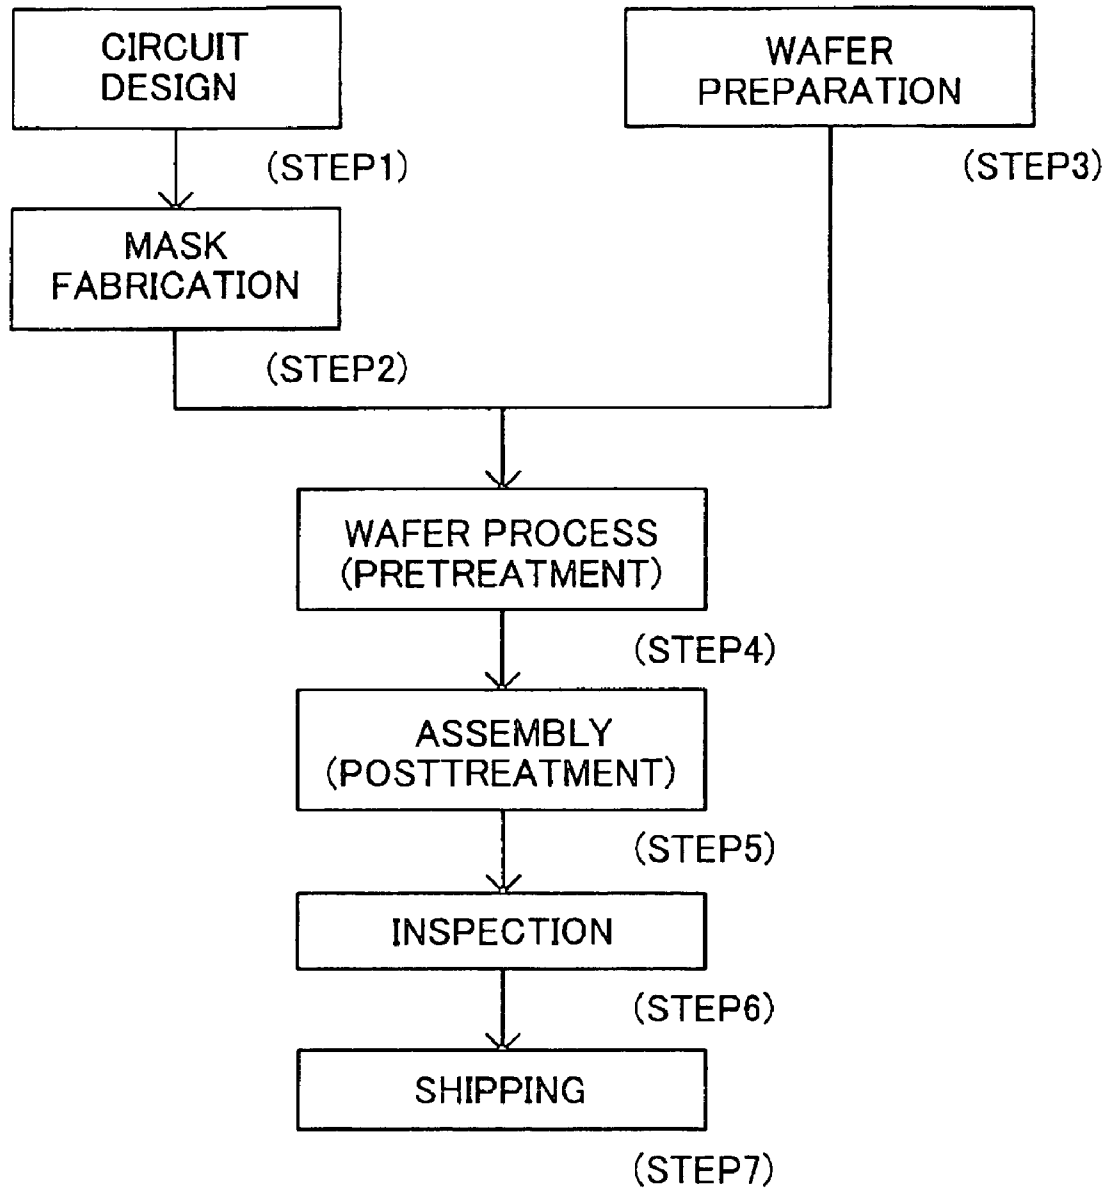 CIRCUIT
DESIGN
(STEP1)
MASK
FABRICATION
(STEP2)
WAFER
PREPARATION
(STEP3)
WAFER PROCESS
(PRETREATMENT)
(STEP4)
ASSEMBLY
(POSTTREATMENT)
(STEP5)
INSPECTION
(STEP6)
SHIPPING
(STEP7)